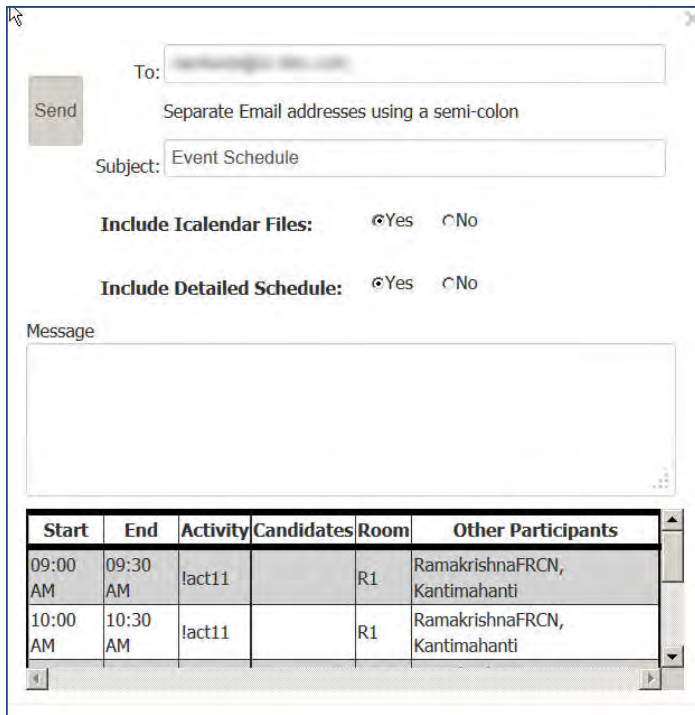 To:
Send
Separate Email addresses using a semi-colon
Subject: Event Schedule
Include Icalendar Files: Yes No
Include Detailed Schedule: Yes No
Message
Start End Activity Candidates Room Other Participants
09:00 09:30 !act11 R1 RamakrishnaFRCN,
AM AM Kantimahanti
10:00 10:30 !act11 R1 RamakrishnaFRCN,
AM AM Kantimahanti